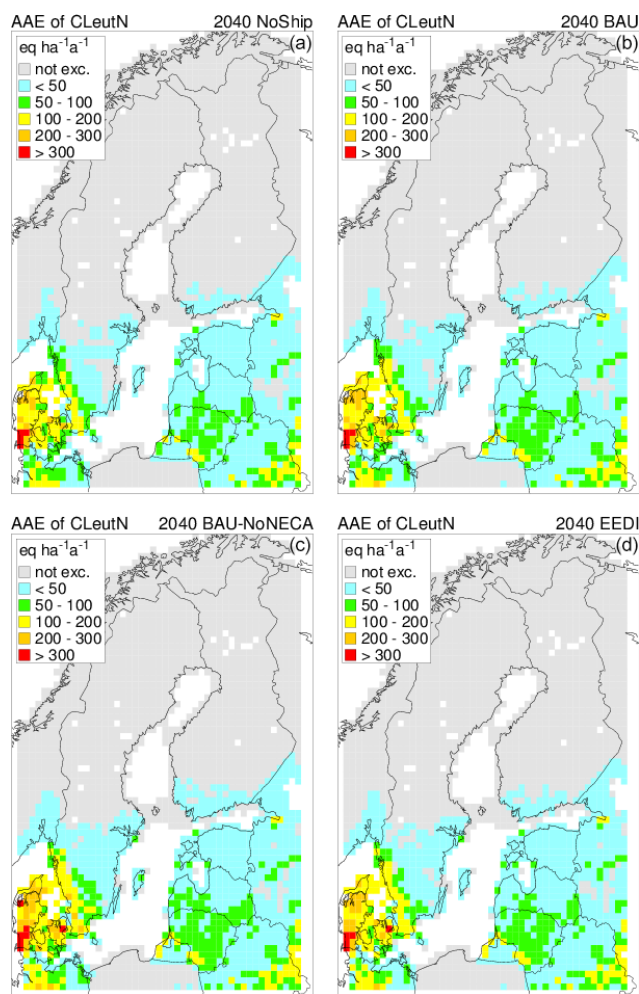 AAE of CLeutN 2040 NoShip
(a)
eq ha⁻¹a⁻¹
not exc.
< 50
50 - 100
100 - 200
200 - 300
> 300
AAE of CLeutN 2040 BAU
(b)
eq ha⁻¹a⁻¹
not exc.
< 50
50 - 100
100 - 200
200 - 300
> 300
AAE of CLeutN 2040 BAU-NoNECA
(c)
eq ha⁻¹a⁻¹
not exc.
< 50
50 - 100
100 - 200
200 - 300
> 300
AAE of CLeutN 2040 EEDI
(d)
eq ha⁻¹a⁻¹
not exc.
< 50
50 - 100
100 - 200
200 - 300
> 300